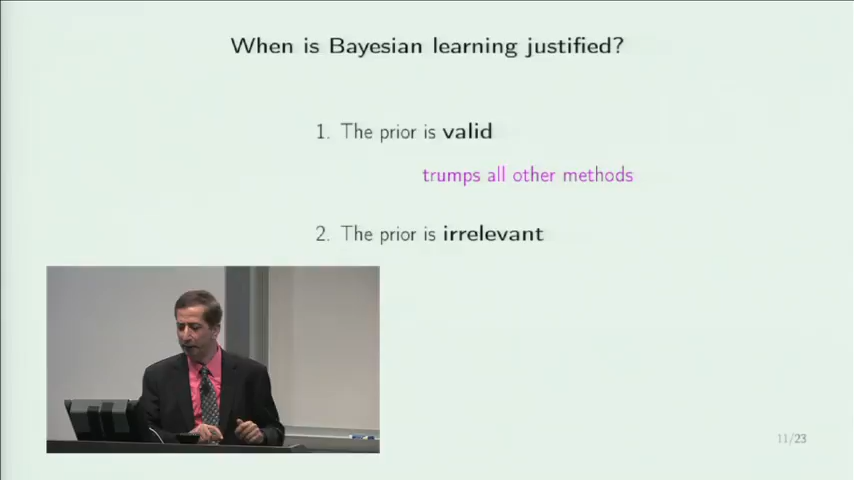 When is Bayesian learning justified?
1. The prior is valid
trumps all other methods
2. The prior is irrelevant
11/23